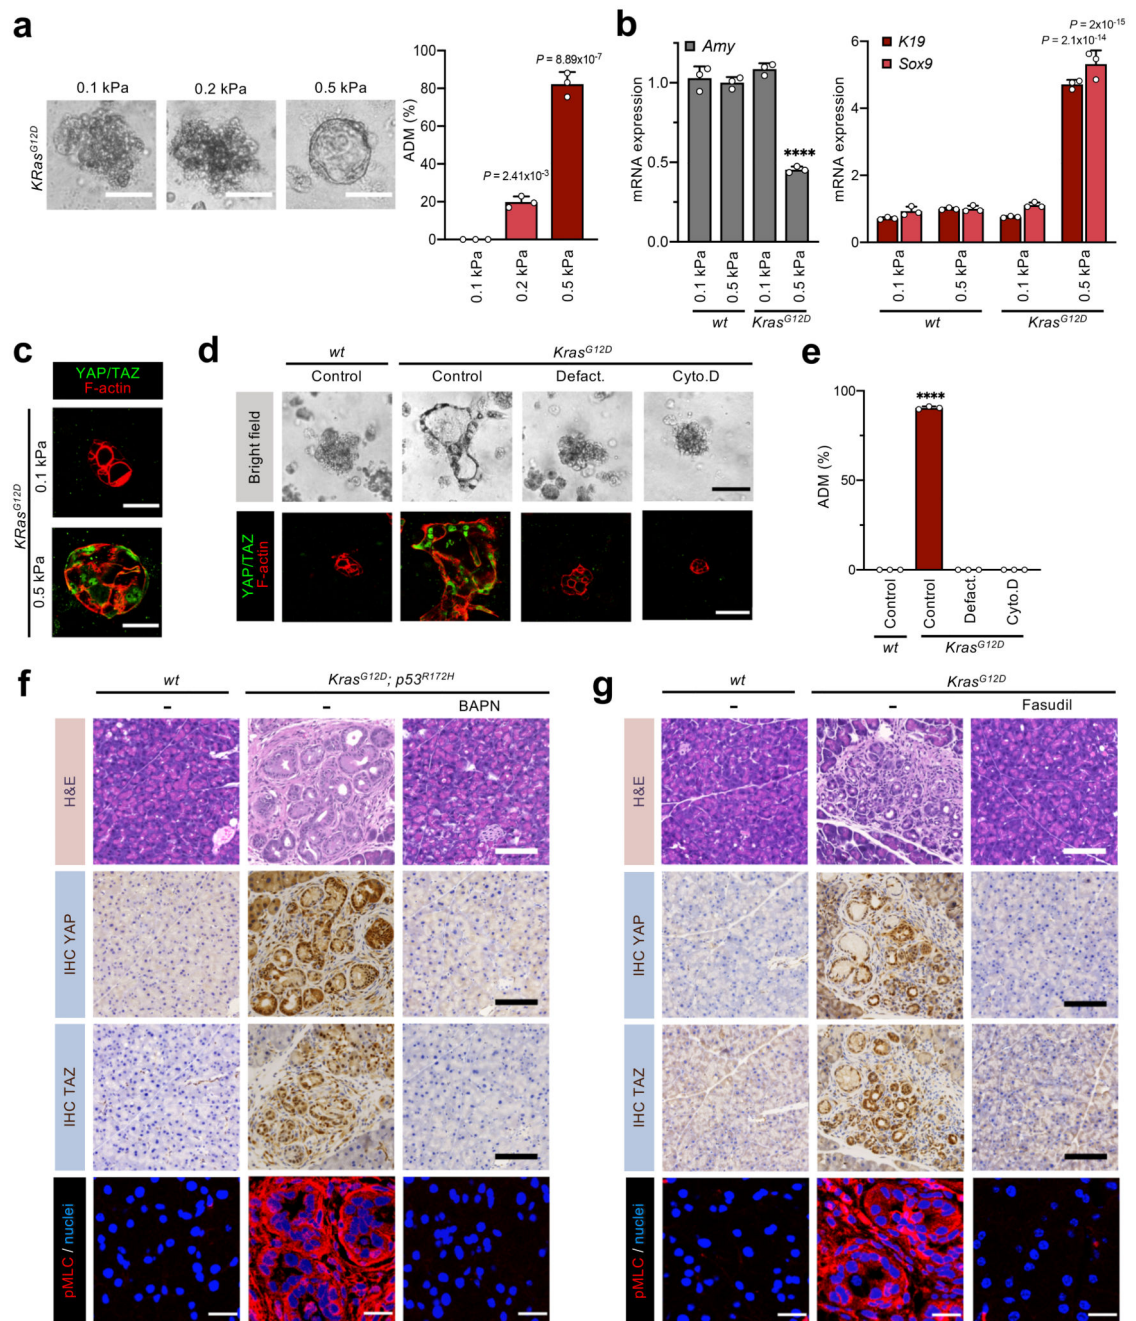 a
0.1 kPa
0.2 kPa
0.5 kPa
KRasG12D
ADM (%)
100
80
60
40
20
0
P = 2.41x10-3
P = 8.89x10-7
0.1 kPa
0.2 kPa
0.5 kPa
b
Amy
mRNA expression
1.0
0.5
0.0
****
0.1 kPa
0.5 kPa
0.1 kPa
0.5 kPa
wt
KrasG12D
K19
Sox9
P = 2x10-15
P = 2.1x10-14
mRNA expression
6
4
2
0
0.1 kPa
0.5 kPa
0.1 kPa
0.5 kPa
wt
KrasG12D
c
YAP/TAZ
F-actin
KRasG12D
0.1 kPa
0.5 kPa
d
wt
KrasG12D
Control
Control
Defact.
Cyto.D
Bright field
YAP/TAZ
F-actin
e
ADM (%)
100
50
0
****
Control
Control
Defact.
Cyto.D
wt
KrasG12D
f
wt
KrasG12D; p53R172H
-
-
BAPN
H&E
IHC YAP
IHC TAZ
pMLC / nuclei
g
wt
KrasG12D
-
-
Fasudil
H&E
IHC YAP
IHC TAZ
pMLC / nuclei